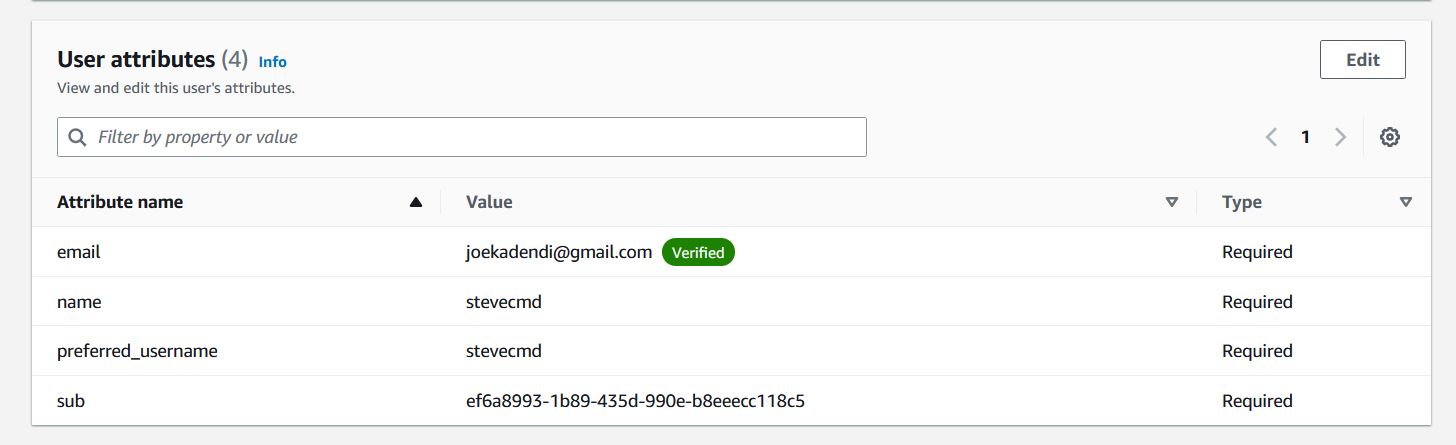 User attributes (4) Info
Edit
View and edit this user's attributes.
Filter by property or value
1
Attribute name Value Type
email joekadendi@gmail.com Verified Required
name stevecmd Required
preferred_username stevecmd Required
sub ef6a8993-1b89-435d-990e-b8eeecc118c5 Required